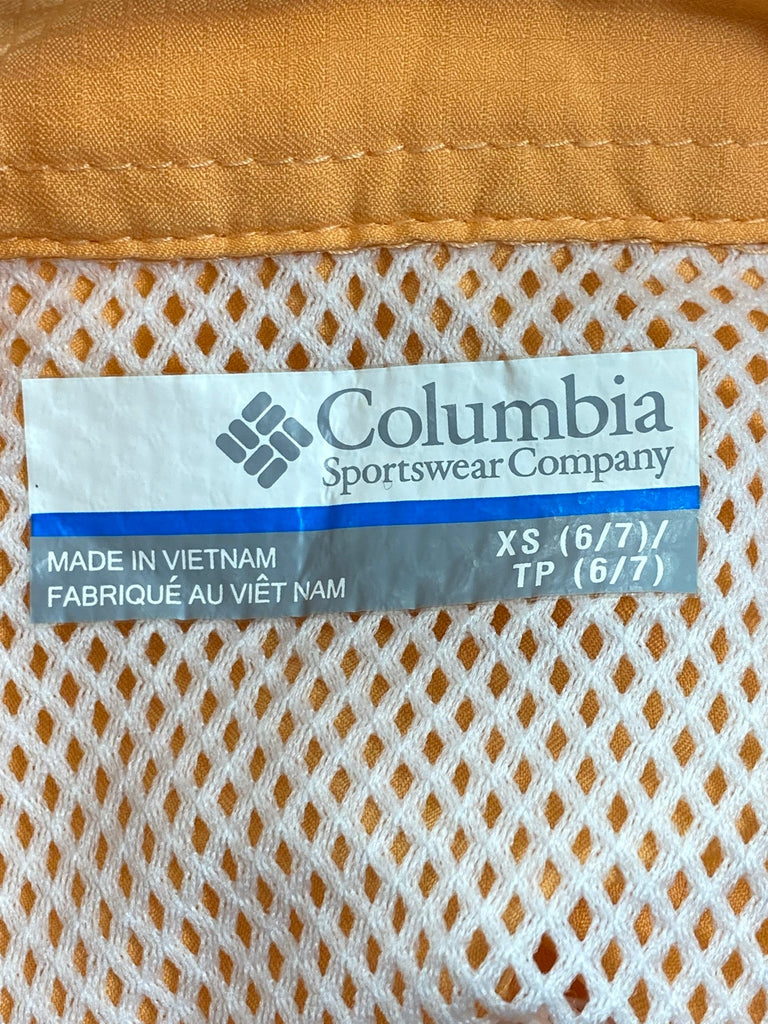 Columbia
Sportswear Company
MADE IN VIETNAM
FABRIQUÉ AU VIÊT NAM
XS (6/7)/
TP (6/7)